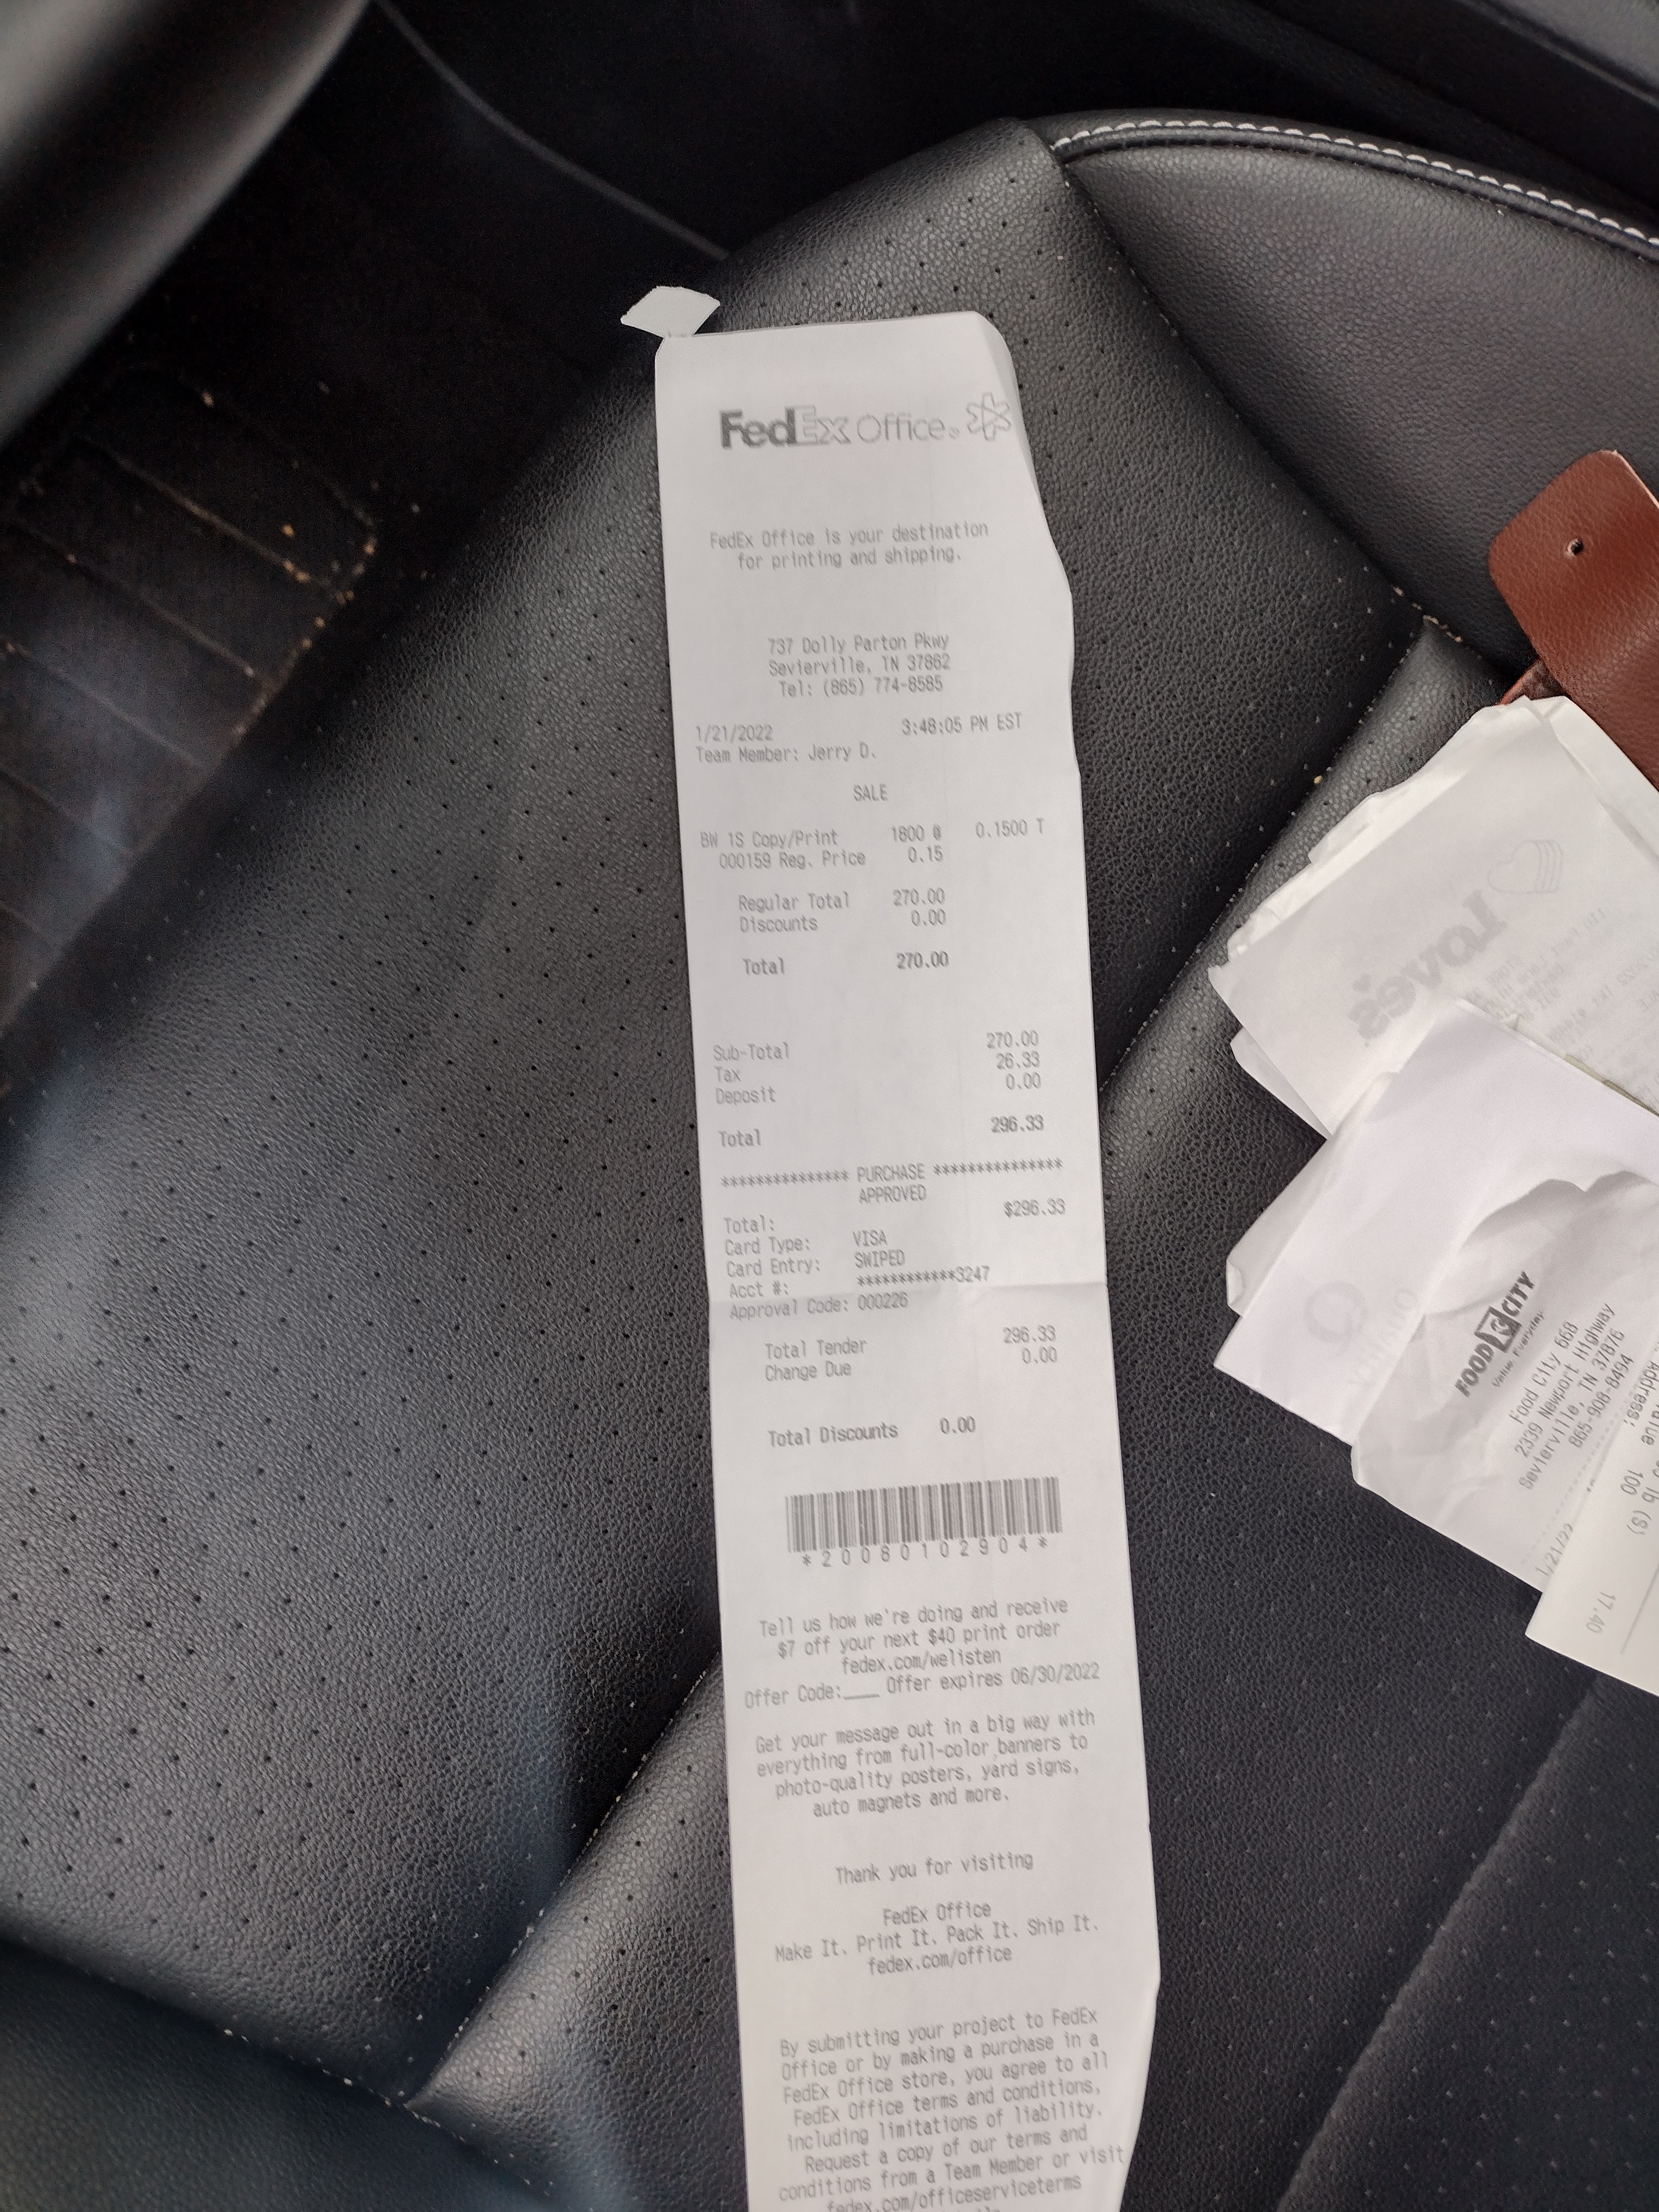 FedEx Office®
FedEx Office is your destination
for printing and shipping.
737 Dolly Parton Pkwy
Sevierville, TN 37862
Tel: (865) 774-8585
1/21/2022 3:48:05 PM EST
Team Member: Jerry D.
SALE
BW 1S Copy/Print 1800 @ 0.1500 T
000159 Reg. Price 0.15
Regular Total 270.00
Discounts 0.00
Total 270.00
Sub-Total 270.00
Tax 26.33
Deposit 0.00
Total 296.33
*************** PURCHASE ***************
APPROVED
Total: $296.33
Card Type: VISA
Card Entry: SWIPED
Acct #: ************3247
Approval Code: 000226
Total Tender 296.33
Change Due 0.00
Total Discounts 0.00
*20080102904*
Tell us how we're doing and receive
$7 off your next $40 print order
fedex.com/welisten
Offer Code:____ Offer expires 06/30/2022
Get your message out in a big way with
everything from full-color banners to
photo-quality posters, yard signs,
auto magnets and more.
Thank you for visiting
FedEx Office
Make It. Print It. Pack It. Ship It.
fedex.com/office
By submitting your project to FedEx
Office or by making a purchase in a
FedEx Office store, you agree to all
FedEx Office terms and conditions,
including limitations of liability.
Request a copy of our terms and
conditions from a Team Member or visit
fedex.com/officeserviceterms
Love's
FOOD CITY
Value. Everyday.
Food City 668
2339 Newport Highway
Sevierville, TN 37876
865-908-8494
Address:
100
lb (s)
17.40